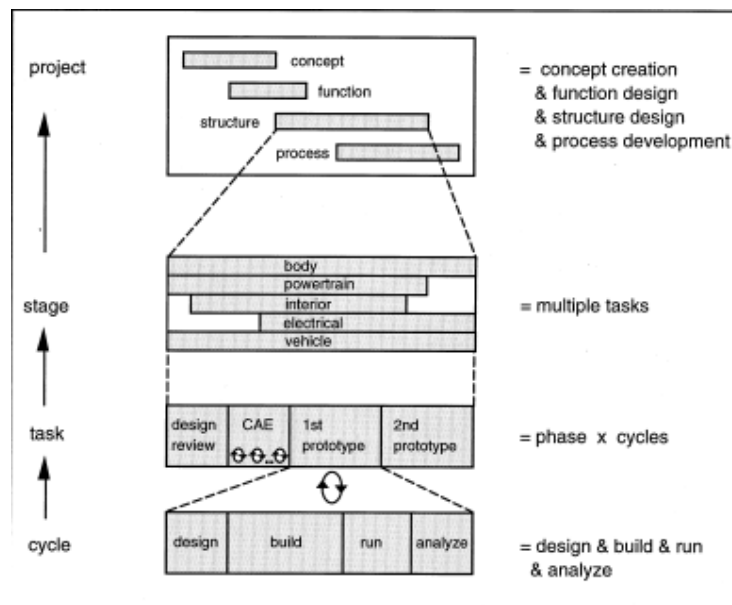 project
concept
function
structure
process
= concept creation
& function design
& structure design
& process development
stage
body
powertrain
interior
electrical
vehicle
= multiple tasks
task
design
review
CAE
1st
prototype
2nd
prototype
= phase x cycles
cycle
design
build
run
analyze
= design & build & run
& analyze